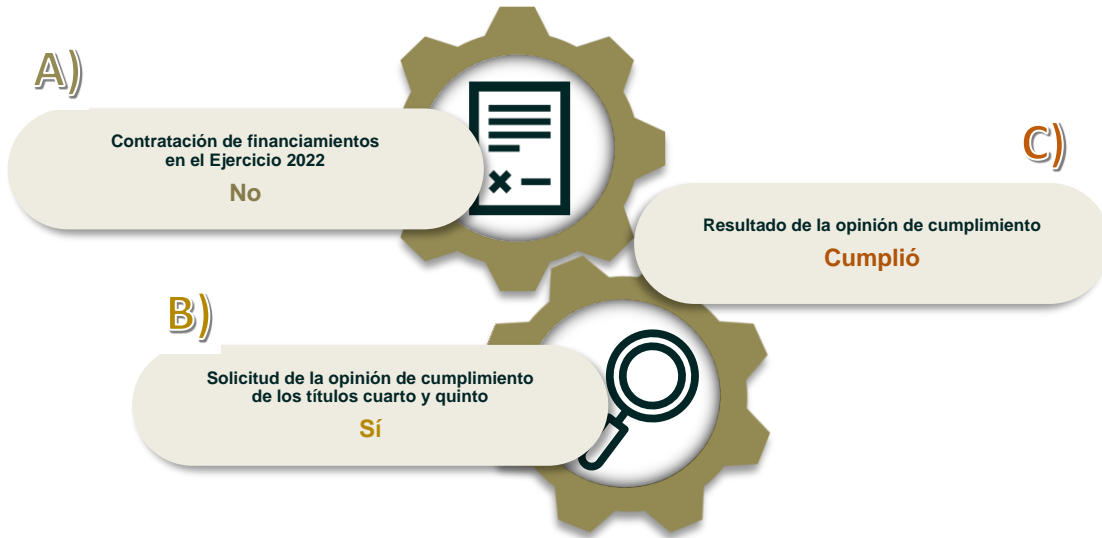 A)
Contratación de financiamientos
en el Ejercicio 2022
No
B)
Solicitud de la opinión de cumplimiento
de los títulos cuarto y quinto
Sí
C)
Resultado de la opinión de cumplimiento
Cumplió